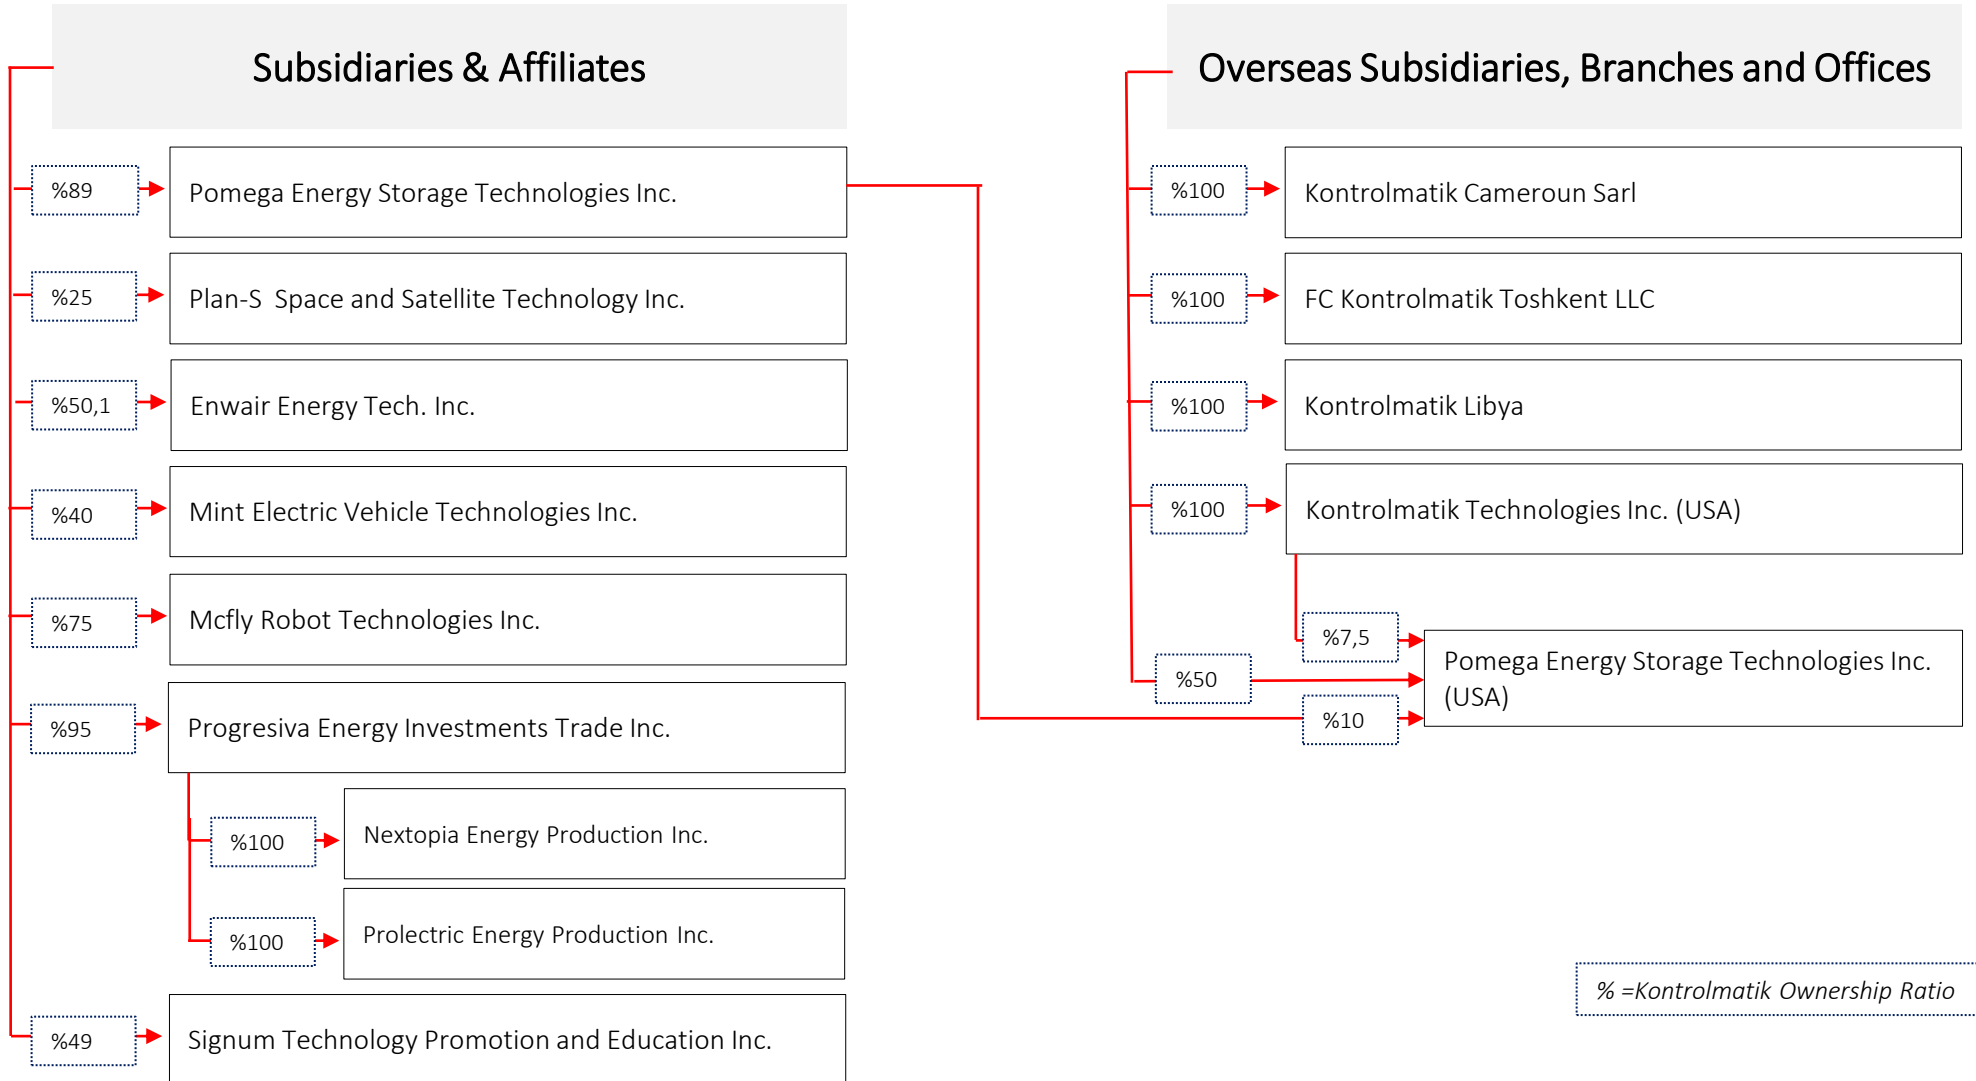 Subsidiaries & Affiliates
%89
Pomega Energy Storage Technologies Inc.
%25
Plan-S Space and Satellite Technology Inc.
%50,1
Enwair Energy Tech. Inc.
%40
Mint Electric Vehicle Technologies Inc.
%75
Mcfly Robot Technologies Inc.
%95
Progresiva Energy Investments Trade Inc.
%100
Nextopia Energy Production Inc.
%100
Prolectric Energy Production Inc.
%49
Signum Technology Promotion and Education Inc.
Overseas Subsidiaries, Branches and Offices
%100
Kontrolmatik Cameroun Sarl
%100
FC Kontrolmatik Toshkent LLC
%100
Kontrolmatik Libya
%100
Kontrolmatik Technologies Inc. (USA)
%7,5
%50
%10
Pomega Energy Storage Technologies Inc.
(USA)
% =Kontrolmatik Ownership Ratio